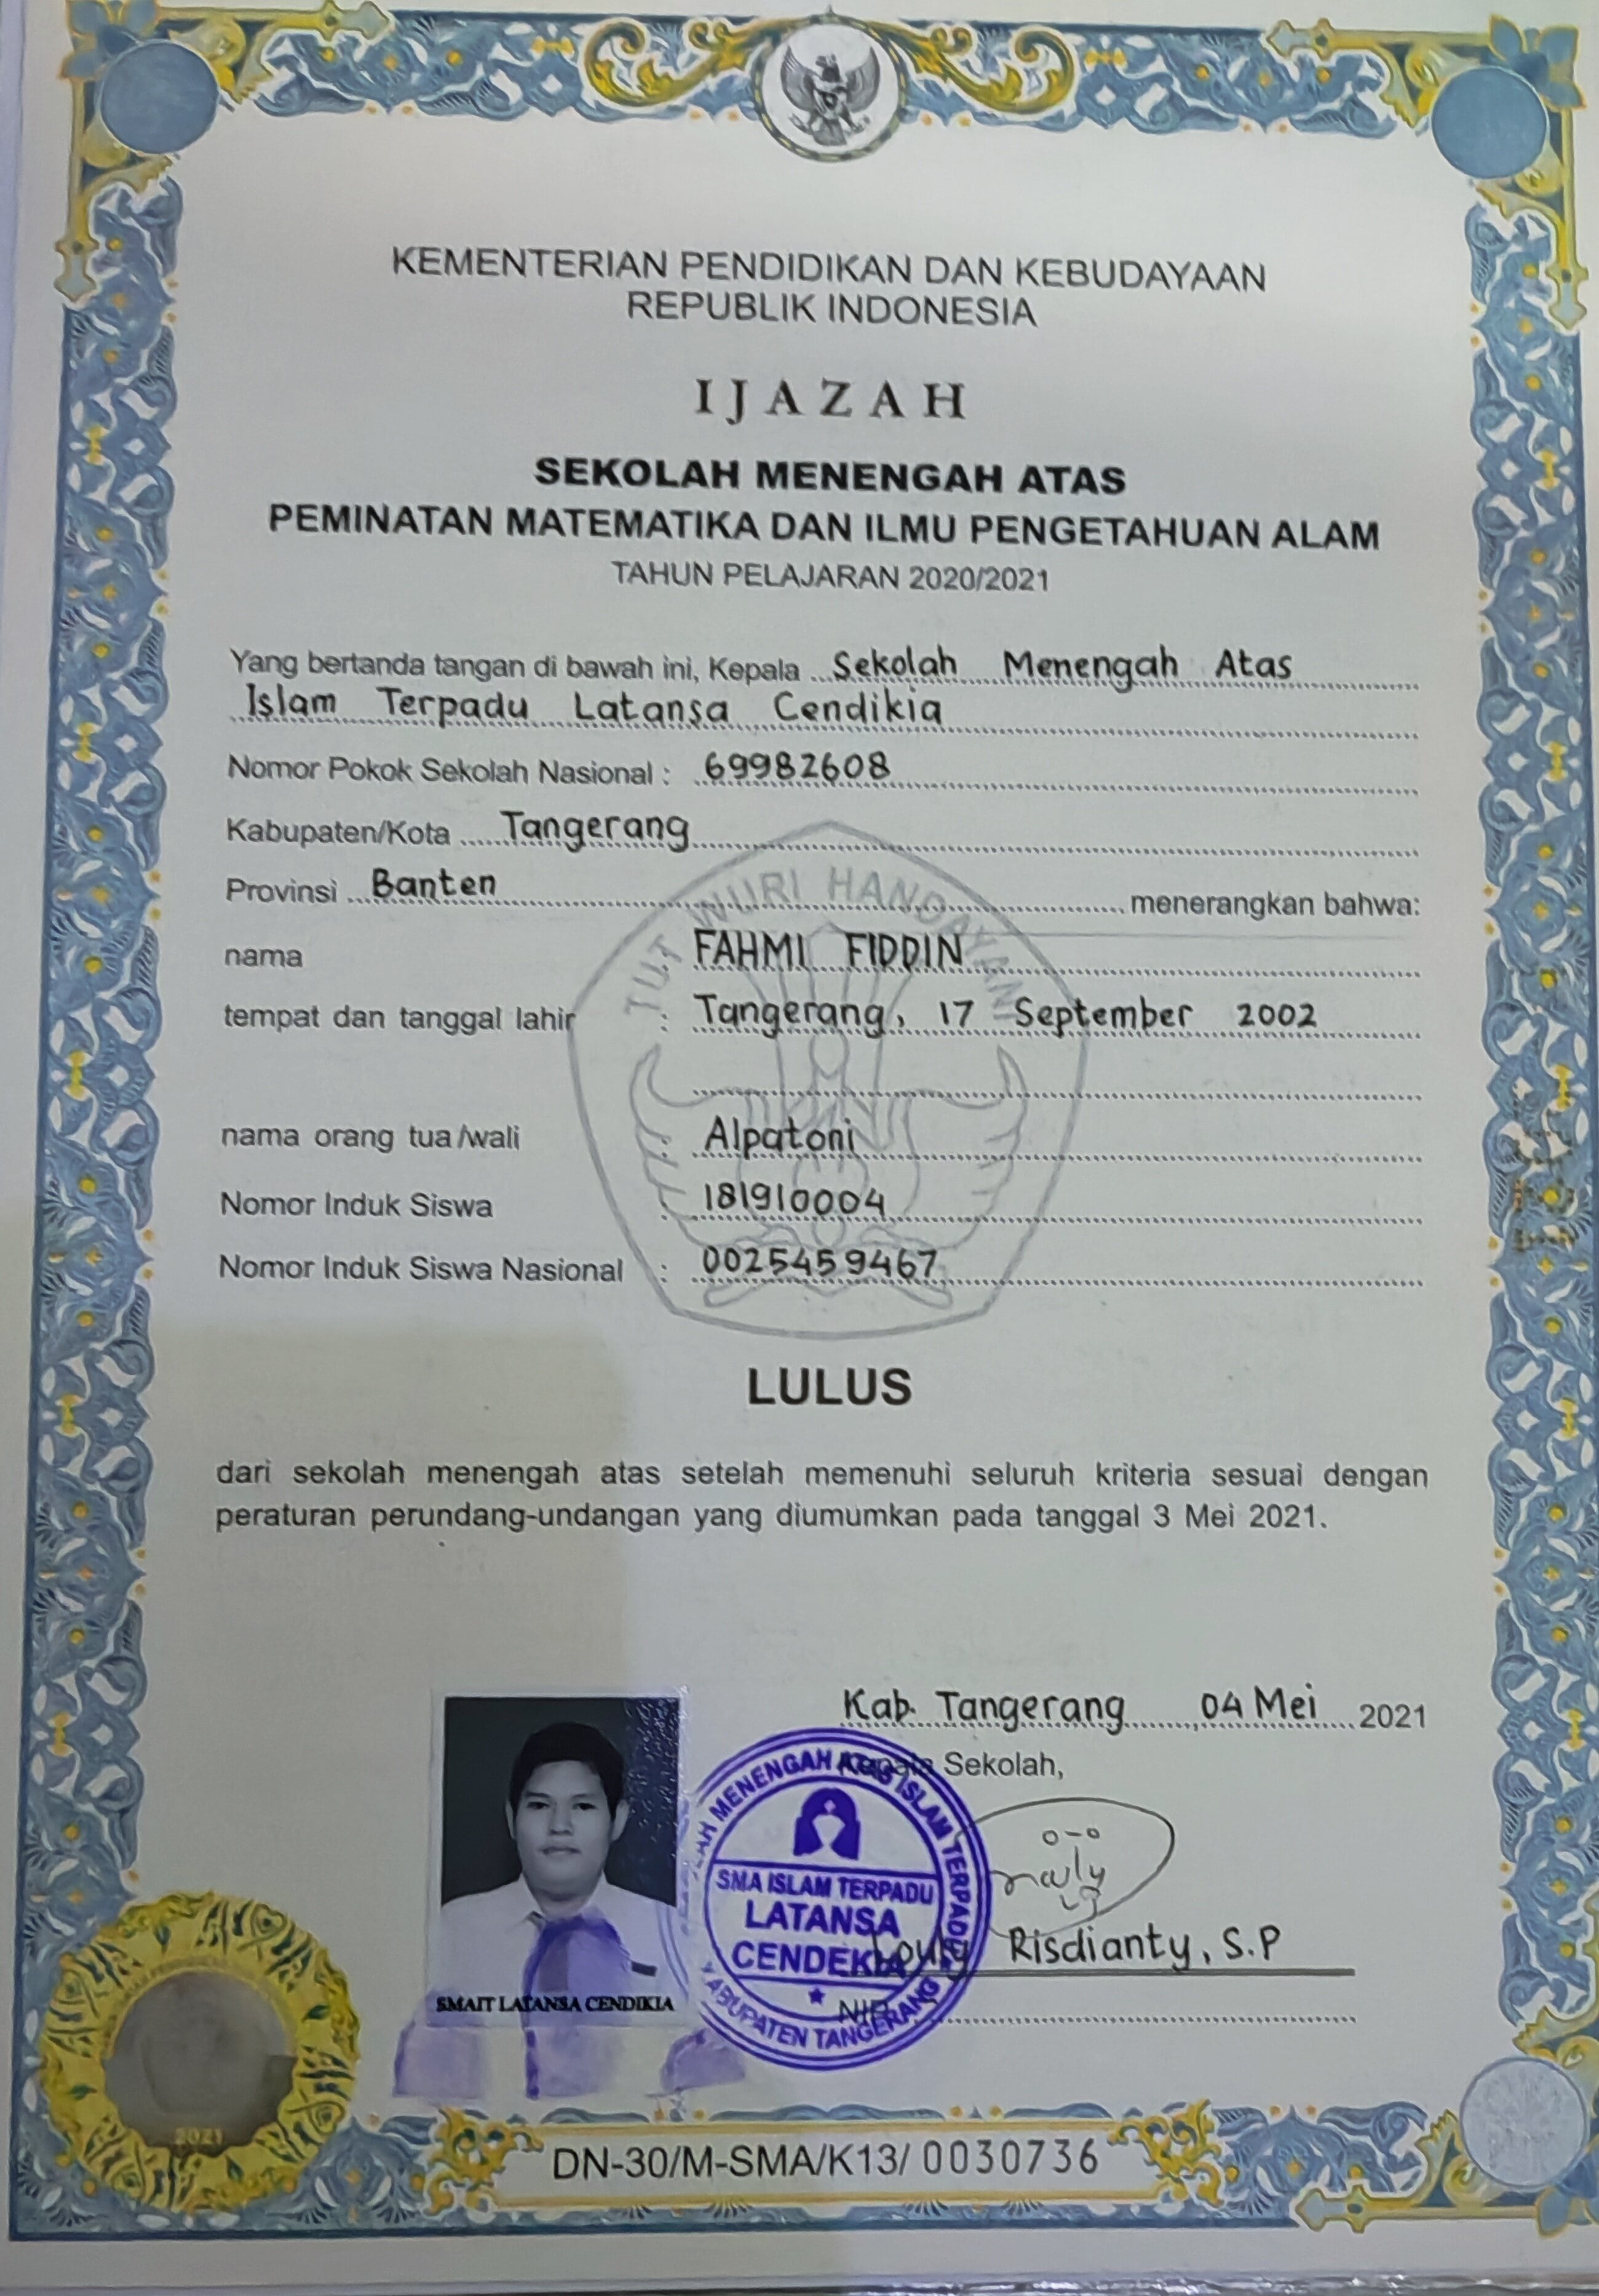 KEMENTERIAN PENDIDIKAN DAN KEBUDAYAAN
REPUBLIK INDONESIA
IJAZAH
SEKOLAH MENENGAH ATAS
PEMINATAN MATEMATIKA DAN ILMU PENGETAHUAN ALAM
TAHUN PELAJARAN 2020/2021
Yang bertanda tangan di bawah ini, Kepala Sekolah Menengah Atas
Islam Terpadu Latansa Cendikia
Nomor Pokok Sekolah Nasional : 69982608
Kabupaten/Kota Tangerang
Provinsi Banten menerangkan bahwa:
TUT WURI HANDAYANI
nama : FAHMI FIDDIN
tempat dan tanggal lahir : Tangerang, 17 September 2002
nama orang tua/wali : Alpatoni
Nomor Induk Siswa : 181910004
Nomor Induk Siswa Nasional : 0025459467
LULUS
dari sekolah menengah atas setelah memenuhi seluruh kriteria sesuai dengan
peraturan perundang-undangan yang diumumkan pada tanggal 3 Mei 2021.
Kab. Tangerang 04 Mei 2021
Kepala Sekolah,
MENENGAH ATAS ISLAM TERPADU
SMA ISLAM TERPADU
LATANSA
CENDEKIA
KABUPATEN TANGERANG
Risdianty, S.P
NIP.
SMAIT LATANSA CENDIKIA
2021
DN-30/M-SMA/K13/ 0030736